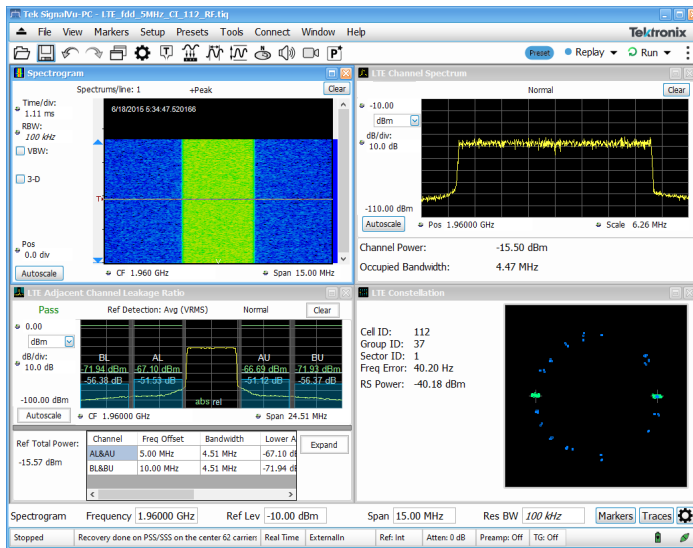 Tek SignalVu-PC - LTE_fdd_5MHz_CI_112_RF.tiq
File View Markers Setup Presets Tools Connect Window Help
Tektronix
Preset Replay Run
Spectrogram
Spectrums/line: 1 +Peak Clear
Time/div:
1.11 ms
RBW:
100 kHz
VBW:
3-D
Pos
0.0 div
Autoscale
6/18/2015 5:34:47.520166
T
CF 1.960 GHz Span 15.00 MHz
LTE Channel Spectrum
Normal Clear
-10.00
dBm
dB/div:
10.0 dB
-110.00 dBm
Autoscale Pos 1.96000 GHz Scale 6.26 MHz
Channel Power: -15.50 dBm
Occupied Bandwidth: 4.47 MHz
LTE Adjacent Channel Leakage Ratio
Pass Ref Detection: Avg (VRMS) Normal Clear
0.00
dBm
dB/div:
10.0 dB
-100.00 dBm
BL AL AU BU
-71.94 dBm -67.10 dBm -66.69 dBm -71.93 dBm
-56.38 dB -51.53 dB -51.12 dB -56.37 dB
abs rel
Autoscale CF 1.96000 GHz Span 24.51 MHz
Ref Total Power:
-15.57 dBm
Channel Freq Offset Bandwidth Lower A
AL&AU 5.00 MHz 4.51 MHz -67.10 dB
BL&BU 10.00 MHz 4.51 MHz -71.94 dB
Expand
LTE Constellation
Cell ID: 112
Group ID: 37
Sector ID: 1
Freq Error: 40.20 Hz
RS Power: -40.18 dBm
Spectrogram Frequency 1.96000 GHz Ref Lev -10.00 dBm Span 15.00 MHz Res BW 100 kHz Markers Traces
Stopped Recovery done on PSS/SSS on the center 62 carriers Real Time ExternalIn Ref: Int Atten: 0 dB Preamp: Off TG: Off